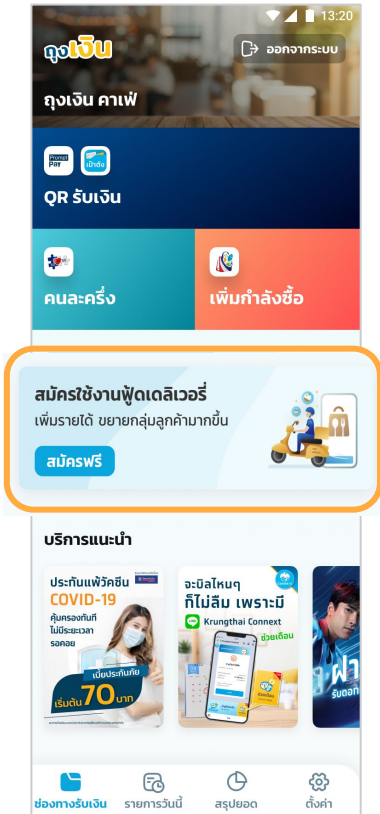 13:20
ถุงเงิน
ออกจากระบบ
ถุงเงิน คาเฟ่
Prompt
Pay
เป๋าตัง
QR รับเงิน
คนละครึ่ง
เพิ่มกำลังซื้อ
สมัครใช้งานฟู้ดเดลิเวอรี่
เพิ่มรายได้ ขยายกลุ่มลูกค้ามากขึ้น
สมัครฟรี
บริการแนะนำ
ประกันแพ้วัคซีน
COVID-19
คุ้มครองทันที
ไม่มีระยะเวลา
รอคอย
เบี้ยประกันภัย
เริ่มต้น 70 บาท
จะบิลไหนๆ
ก็ไม่ลืม เพราะมี
Krungthai Connext
ช่วยเตือน
ฝา
รับดอก
ช่องทางรับเงิน
รายการวันนี้
สรุปยอด
ตั้งค่า